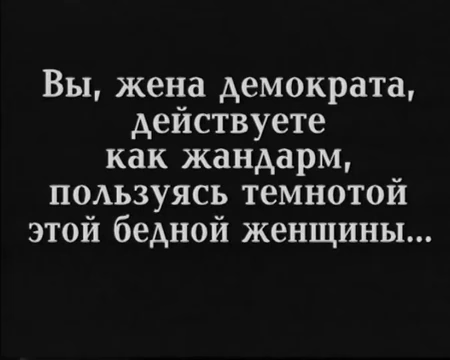 Вы, жена демократа,
действуете
как жандарм,
пользуясь темнотой
этой бедной женщины...